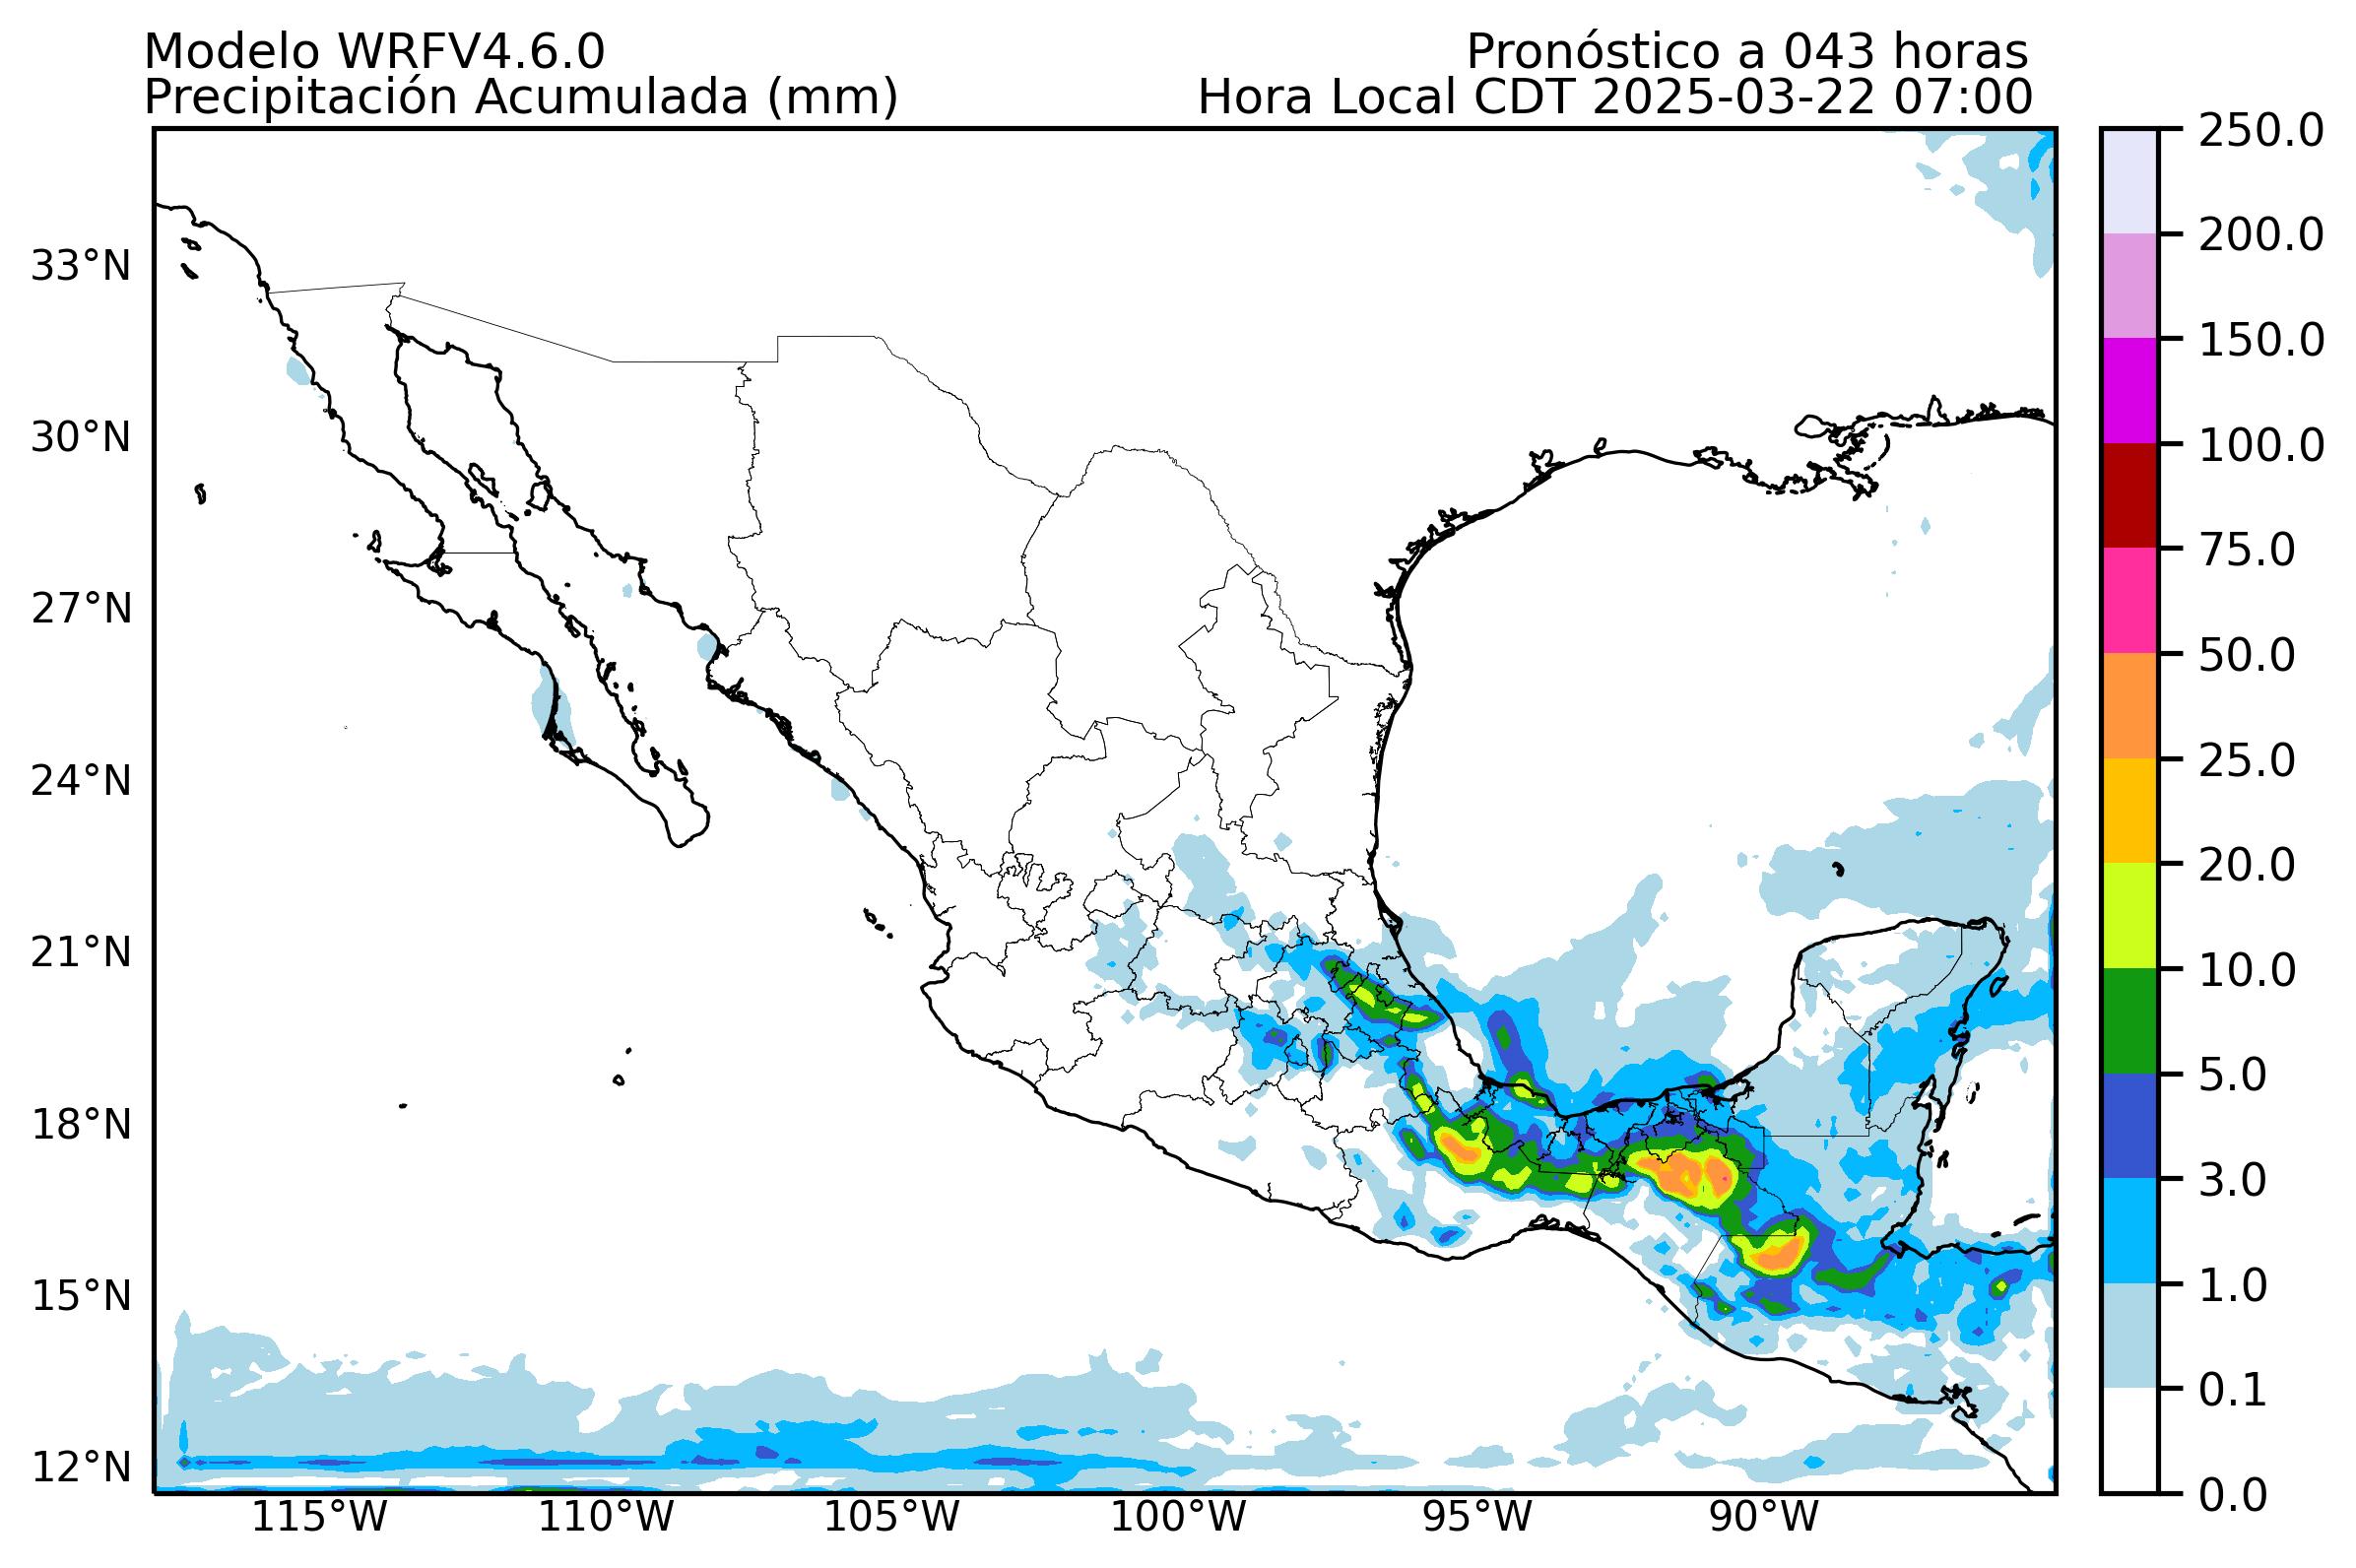 Modelo WRFV4.6.0
Pronóstico a 043 horas
Precipitación Acumulada (mm)
Hora Local CDT 2025-03-22 07:00
33°N
30°N
27°N
24°N
21°N
18°N
15°N
12°N
115°W
110°W
105°W
100°W
95°W
90°W
250.0
200.0
150.0
100.0
75.0
50.0
25.0
20.0
10.0
5.0
3.0
1.0
0.1
0.0